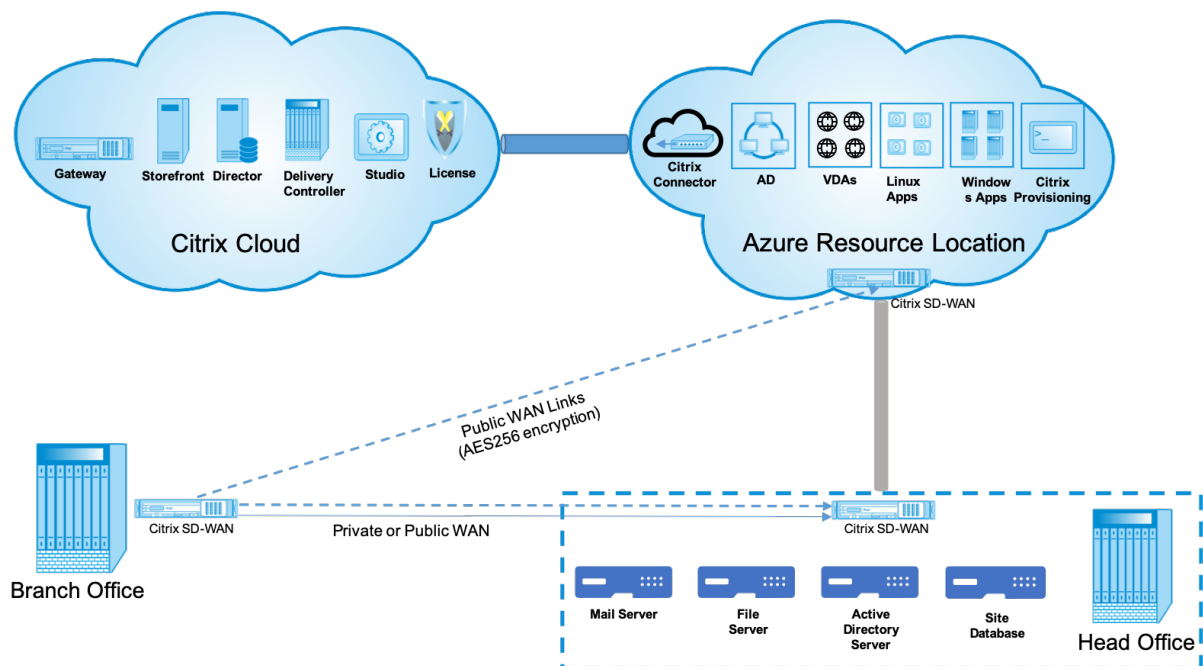 Gateway
Storefront
Director
Delivery
Controller
Studio
License
Citrix Cloud
Citrix
Connector
AD
VDAs
Linux
Apps
Window
s Apps
Citrix
Provisioning
Azure Resource Location
Citrix SD-WAN
Public WAN Links
(AES256 encryption)
Citrix SD-WAN
Private or Public WAN
Citrix SD-WAN
Branch Office
Mail Server
File
Server
Active
Directory
Server
Site
Database
Head Office